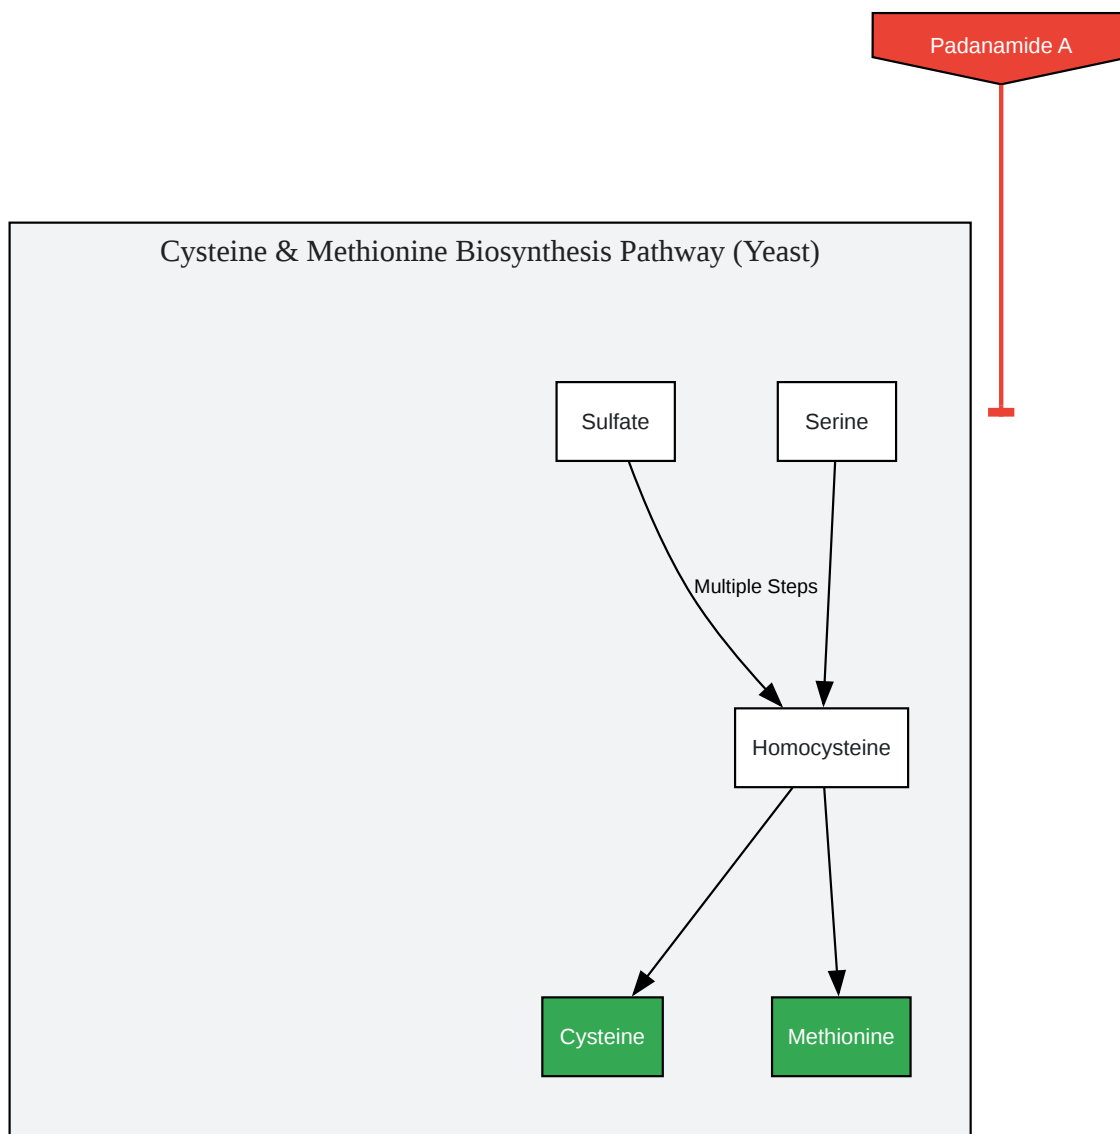 Padanamide A
Cysteine & Methionine Biosynthesis Pathway (Yeast)
Sulfate
Serine
Multiple Steps
Homocysteine
Cysteine
Methionine